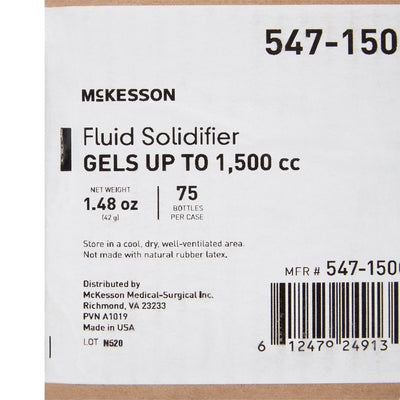 547-150
McKESSON
Fluid Solidifier
GELS UP TO 1,500 cc
NET WEIGHT
1.48 oz
(42 g)
75
BOTTLES
PER CASE
Store in a cool, dry, well-ventilated area.
Not made with natural rubber latex.
Distributed by
McKesson Medical-Surgical Inc.
Richmond, VA 23233
PVN A1019
Made in USA
LOT N520
MFR # 547-150
6 12479 24913